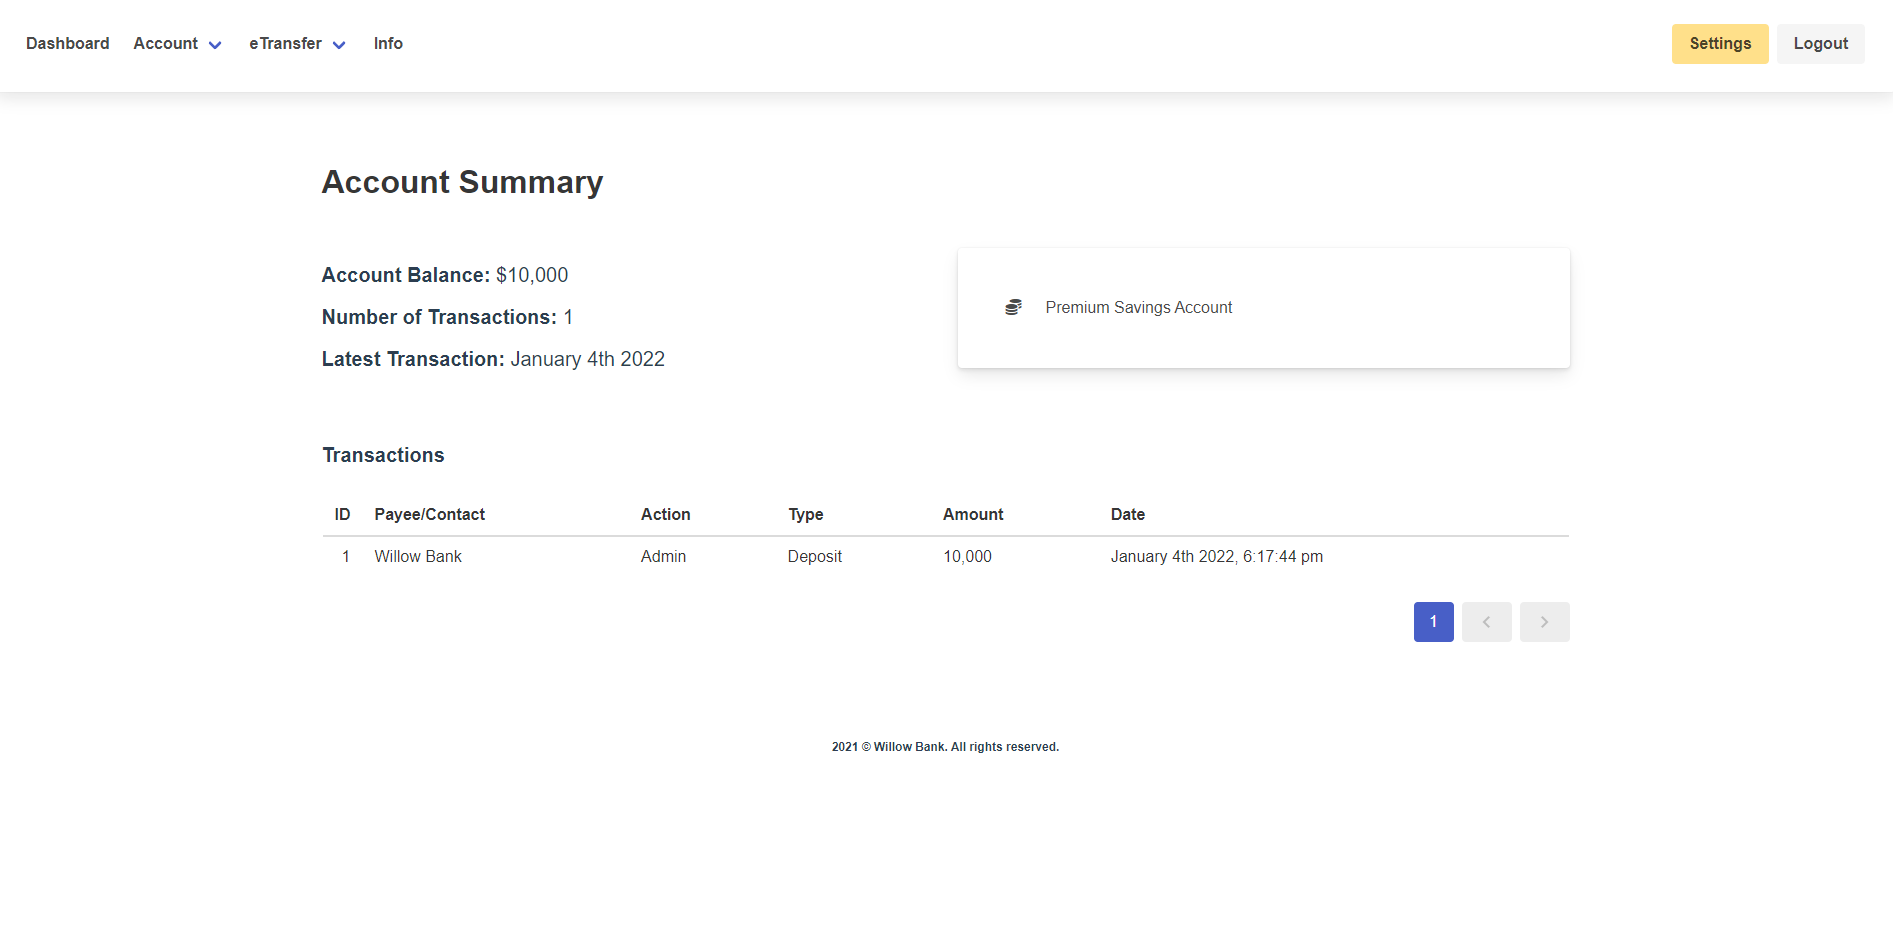 Dashboard Account eTransfer Info Settings Logout
Account Summary
Account Balance: $10,000
Number of Transactions: 1
Latest Transaction: January 4th 2022
Premium Savings Account
Transactions
ID Payee/Contact Action Type Amount Date
1 Willow Bank Admin Deposit 10,000 January 4th 2022, 6:17:44 pm
1
2021 © Willow Bank. All rights reserved.